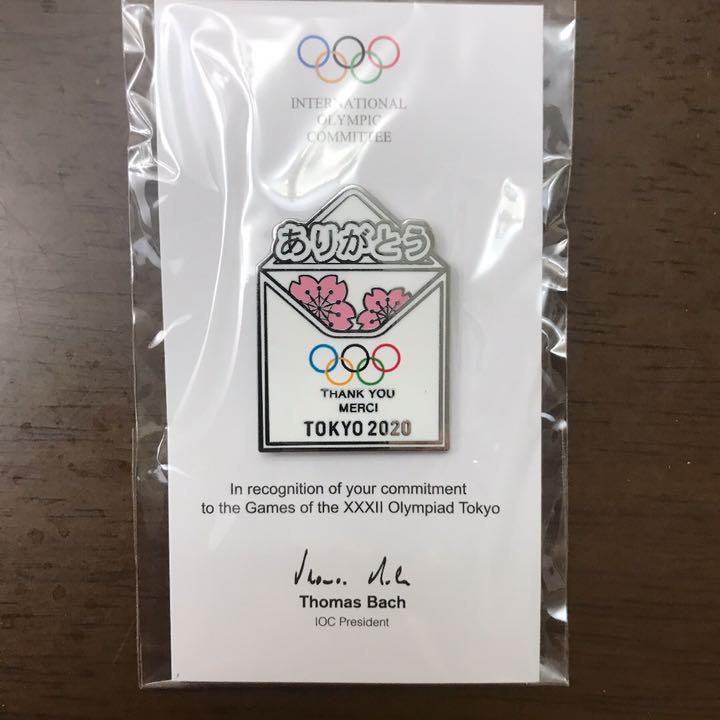 INTERNATIONAL
OLYMPIC
COMMITTEE
ありがとう
THANK YOU
MERCI
TOKYO 2020
In recognition of your commitment
to the Games of the XXXII Olympiad Tokyo
Thomas Bach
IOC President